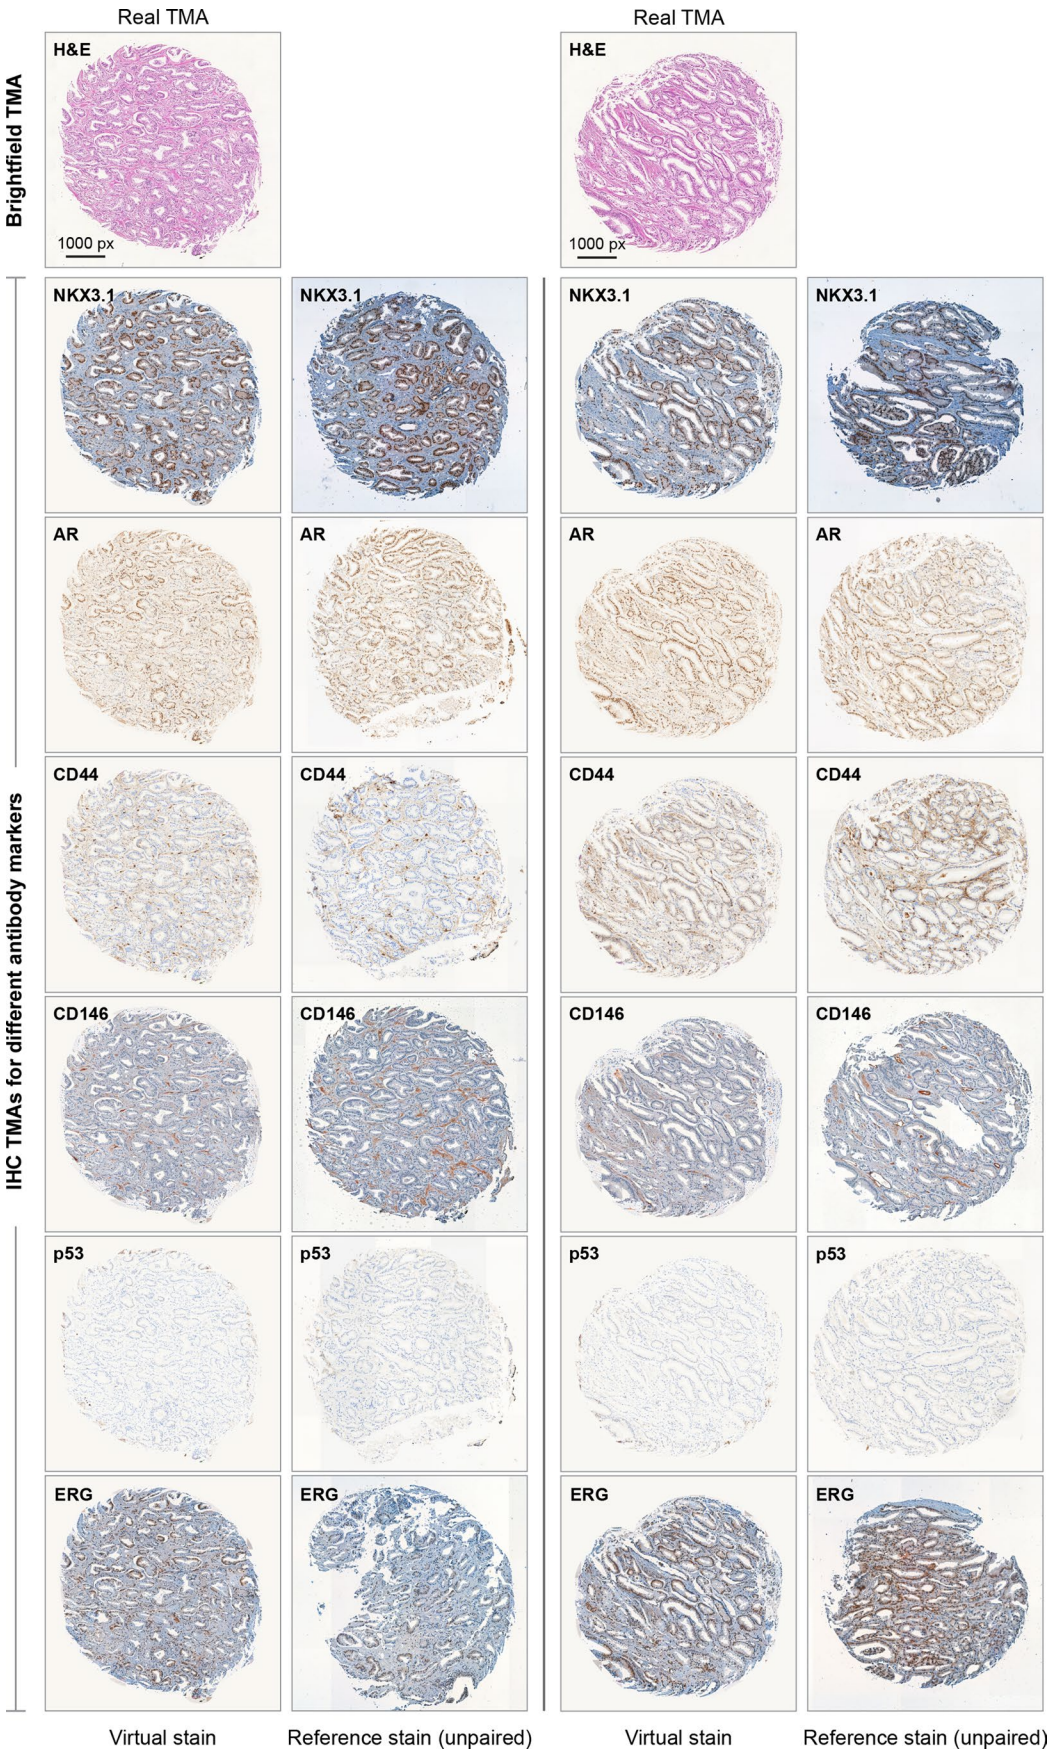 Real TMA
Real TMA
Brightfield TMA
H&E
1000 px
H&E
1000 px
IHC TMAs for different antibody markers
NKX3.1
NKX3.1
NKX3.1
NKX3.1
AR
AR
AR
AR
CD44
CD44
CD44
CD44
CD146
CD146
CD146
CD146
p53
p53
p53
p53
ERG
ERG
ERG
ERG
Virtual stain
Reference stain (unpaired)
Virtual stain
Reference stain (unpaired)